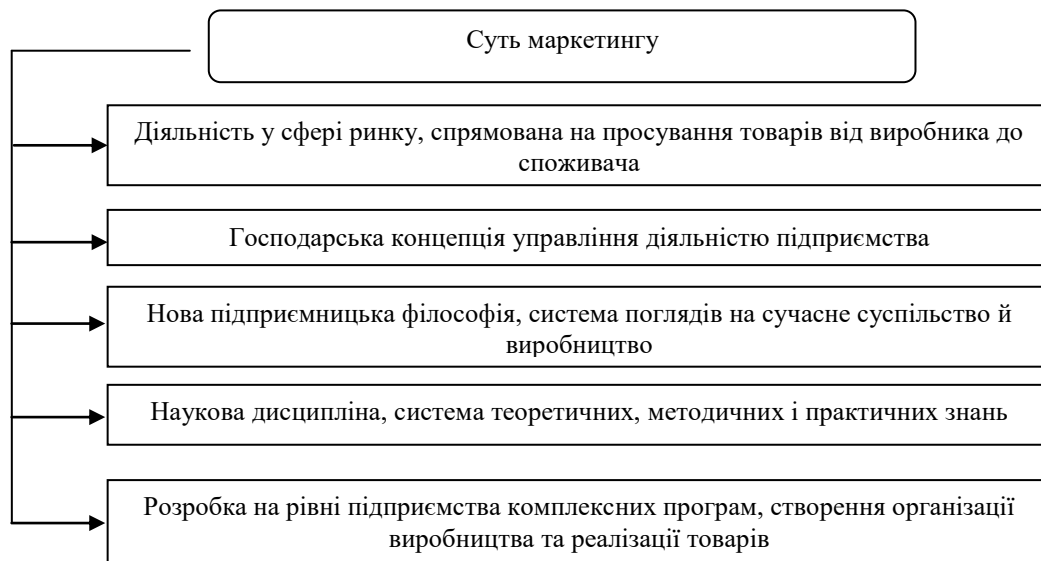 Суть маркетингу
Діяльність у сфері ринку, спрямована на просування товарів від виробника до
споживача
Господарська концепція управління діяльністю підприємства
Нова підприємницька філософія, система поглядів на сучасне суспільство й
виробництво
Наукова дисципліна, система теоретичних, методичних і практичних знань
Розробка на рівні підприємства комплексних програм, створення організації
виробництва та реалізації товарів